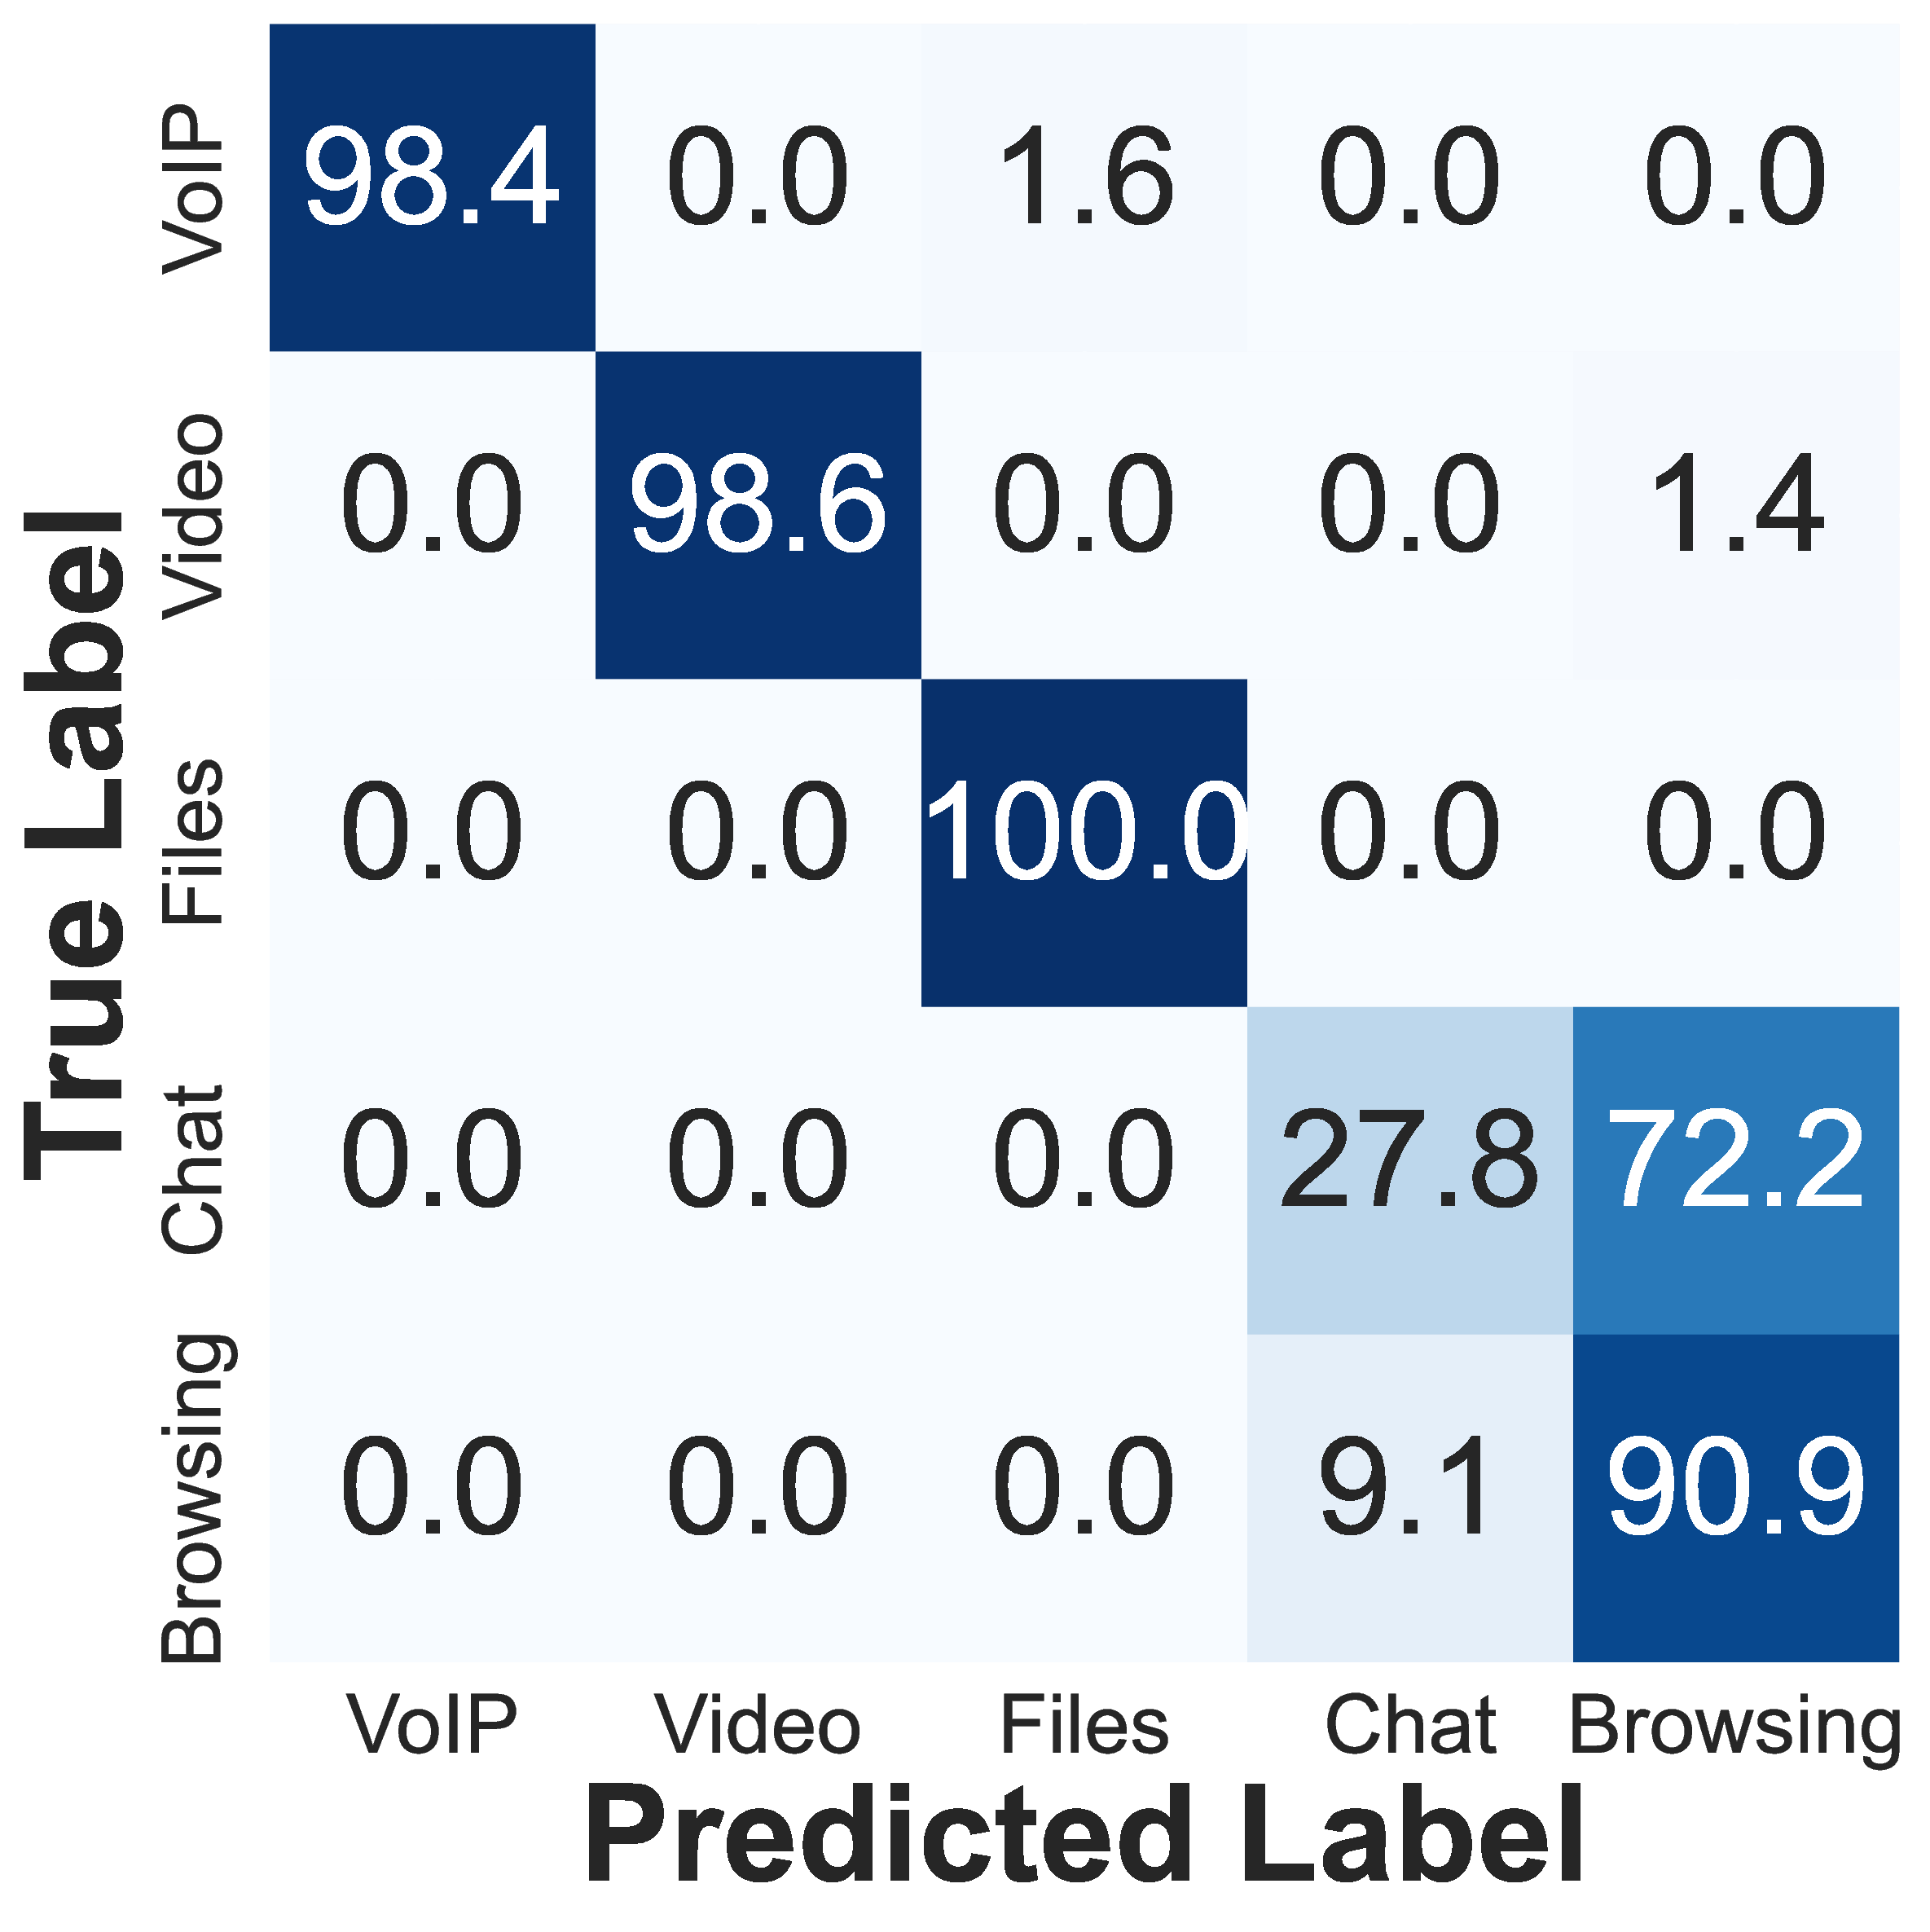 True Label
VoIP 98.4 0.0 1.6 0.0 0.0
Video 0.0 98.6 0.0 0.0 1.4
Files 0.0 0.0 100.0 0.0 0.0
Chat 0.0 0.0 0.0 27.8 72.2
Browsing 0.0 0.0 0.0 9.1 90.9
VoIP Video Files Chat Browsing
Predicted Label